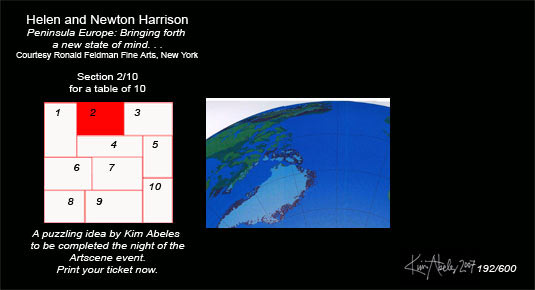 Helen and Newton Harrison
Peninsula Europe: Bringing forth
a new state of mind. . .
Courtesy Ronald Feldman Fine Arts, New York
Section 2/10
for a table of 10
1 2 3
4 5
6 7
10
8 9
A puzzling idea by Kim Abeles
to be completed the night of the
Artscene event.
Print your ticket now.
Kim Abeles 2007 192/600